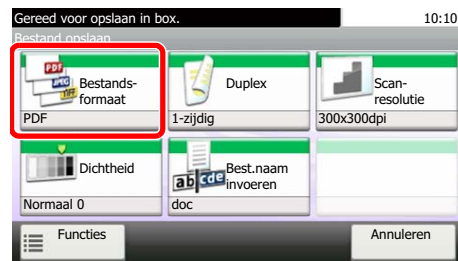 Gereed voor opslaan in box.
10:10
Bestand opslaan
PDF
JPEG
TIFF
Bestands-
formaat
PDF
Duplex
1-zijdig
Scan-
resolutie
300x300dpi
Dichtheid
Normaal 0
ab cde
Best.naam
invoeren
doc
Functies
Annuleren